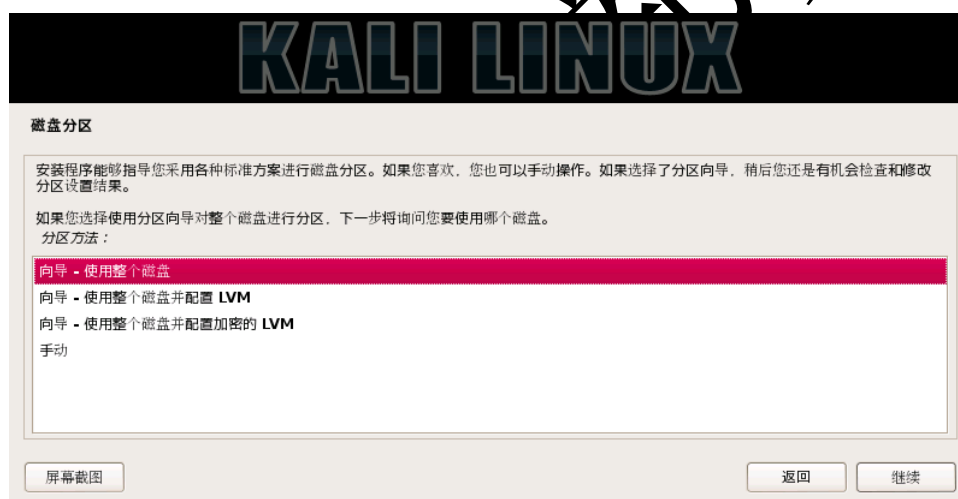 KALI LINUX
磁盘分区
安装程序能够指导您采用各种标准方案进行磁盘分区。如果您喜欢，您也可以手动操作。如果选择了分区向导，稍后您还是有机会检查和修改
分区设置结果。
如果您选择使用分区向导对整个磁盘进行分区，下一步将询问您要使用哪个磁盘。
分区方法：
向导 - 使用整个磁盘
向导 - 使用整个磁盘并配置 LVM
向导 - 使用整个磁盘并配置加密的 LVM
手动
屏幕截图
返回
继续